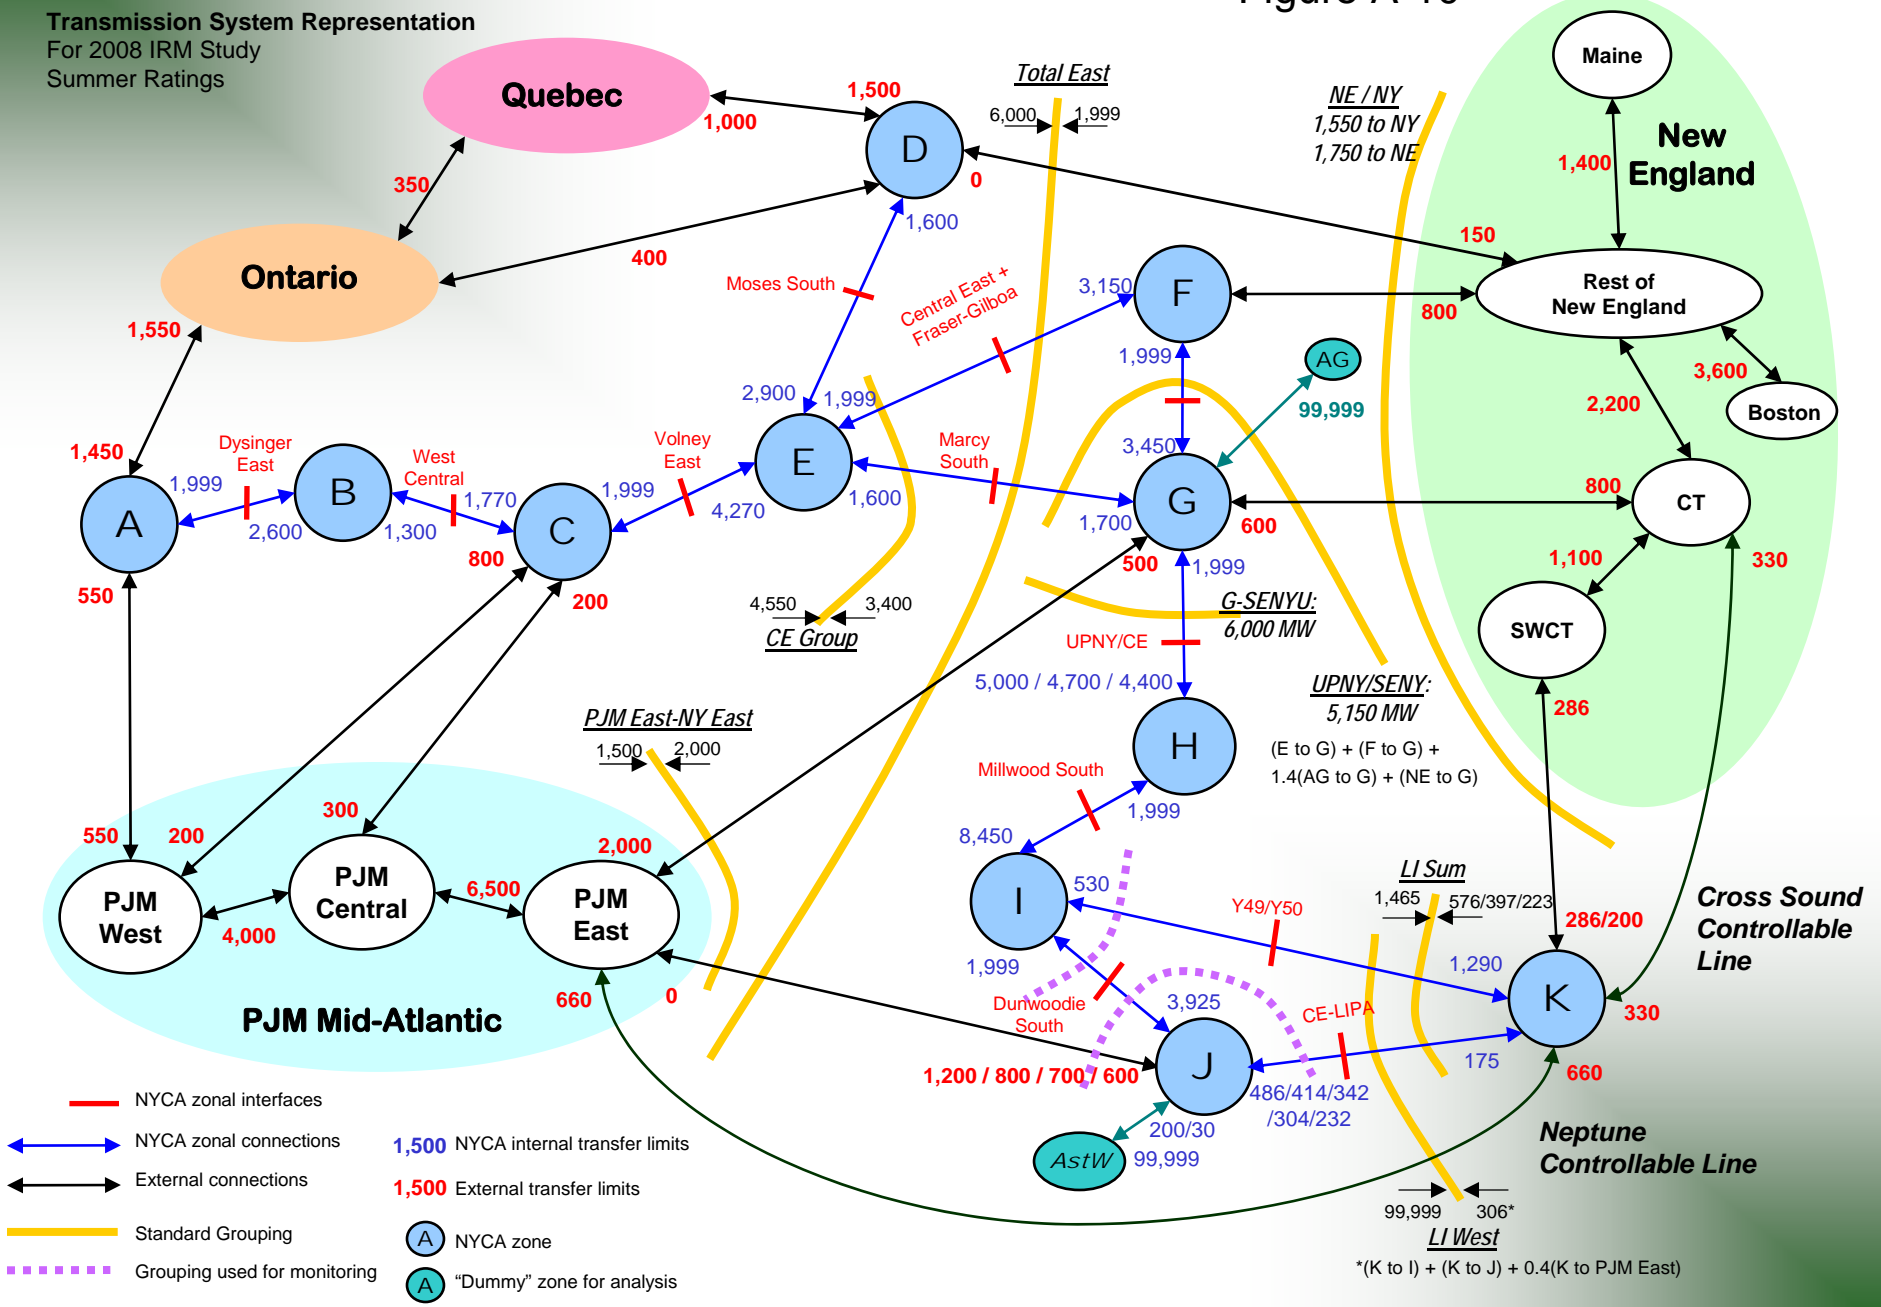 Transmission System Representation
For 2008 IRM Study
Summer Ratings
Quebec
1,000
1,500
D
0
1,600
350
Ontario
400
1,550
1,450
Total East
6,000
1,999
NE / NY
1,550 to NY
1,750 to NE
Maine
New
England
1,400
150
Rest of
New England
800
3,600
Boston
2,200
CT
800
330
1,100
SWCT
286
286/200
Moses South
Central East +
Fraser-Gilboa
3,150
F
1,999
AG
99,999
3,450
G
600
500
1,999
1,700
2,900
1,999
E
1,600
Marcy
South
Volney
East
1,999
4,270
C
800
200
West
Central
1,770
1,300
B
Dysinger
East
1,999
2,600
A
550
4,550
3,400
CE Group
G-SENYU:
6,000 MW
UPNY/CE
5,000 / 4,700 / 4,400
UPNY/SENY:
5,150 MW
(E to G) + (F to G) +
1.4(AG to G) + (NE to G)
H
1,999
Millwood South
8,450
I
530
1,999
Y49/Y50
PJM East-NY East
1,500
2,000
550
200
300
2,000
PJM
West
4,000
PJM
Central
6,500
PJM
East
660
0
PJM Mid-Atlantic
Dunwoodie
South
3,925
J
1,200 / 800 / 700 / 600
200/30
AstW
99,999
CE-LIPA
486/414/342
/304/232
LI Sum
1,465
576/397/223
1,290
K
175
330
660
Cross Sound
Controllable
Line
Neptune
Controllable Line
99,999
306*
LI West
*(K to I) + (K to J) + 0.4(K to PJM East)
NYCA zonal interfaces
NYCA zonal connections
External connections
Standard Grouping
Grouping used for monitoring
1,500 NYCA internal transfer limits
1,500 External transfer limits
A NYCA zone
A "Dummy" zone for analysis